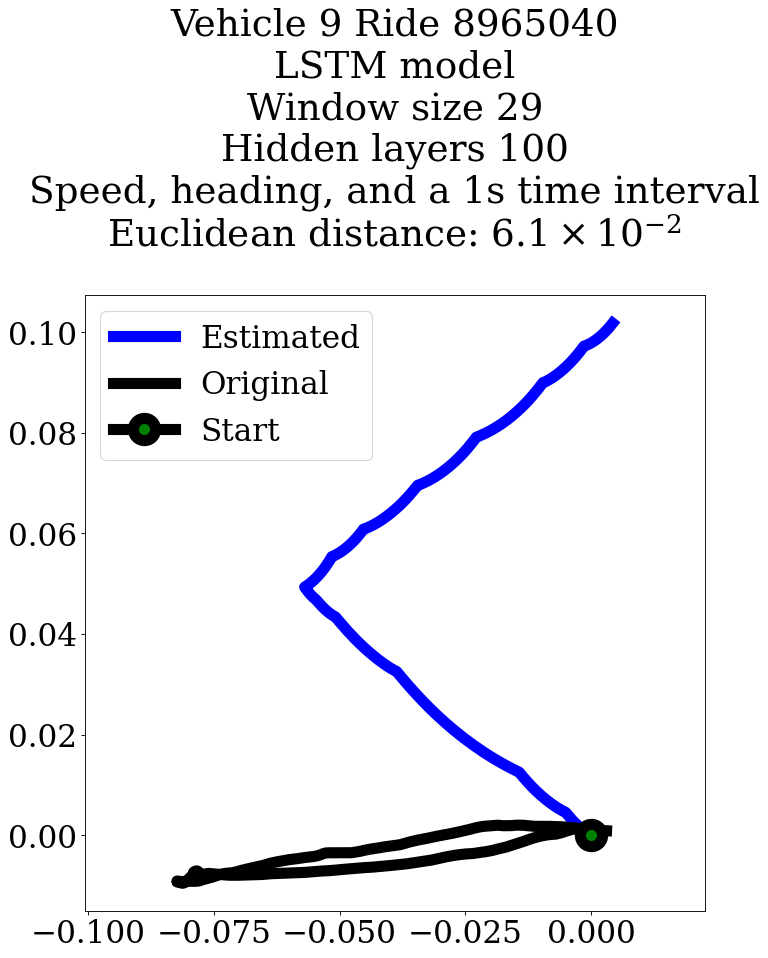 Vehicle 9 Ride 8965040
LSTM model
Window size 29
Hidden layers 100
Speed, heading, and a 1s time interval
Euclidean distance: 6.1 × 10⁻²
Estimated
Original
Start
0.10
0.08
0.06
0.04
0.02
0.00
−0.100 −0.075 −0.050 −0.025 0.000